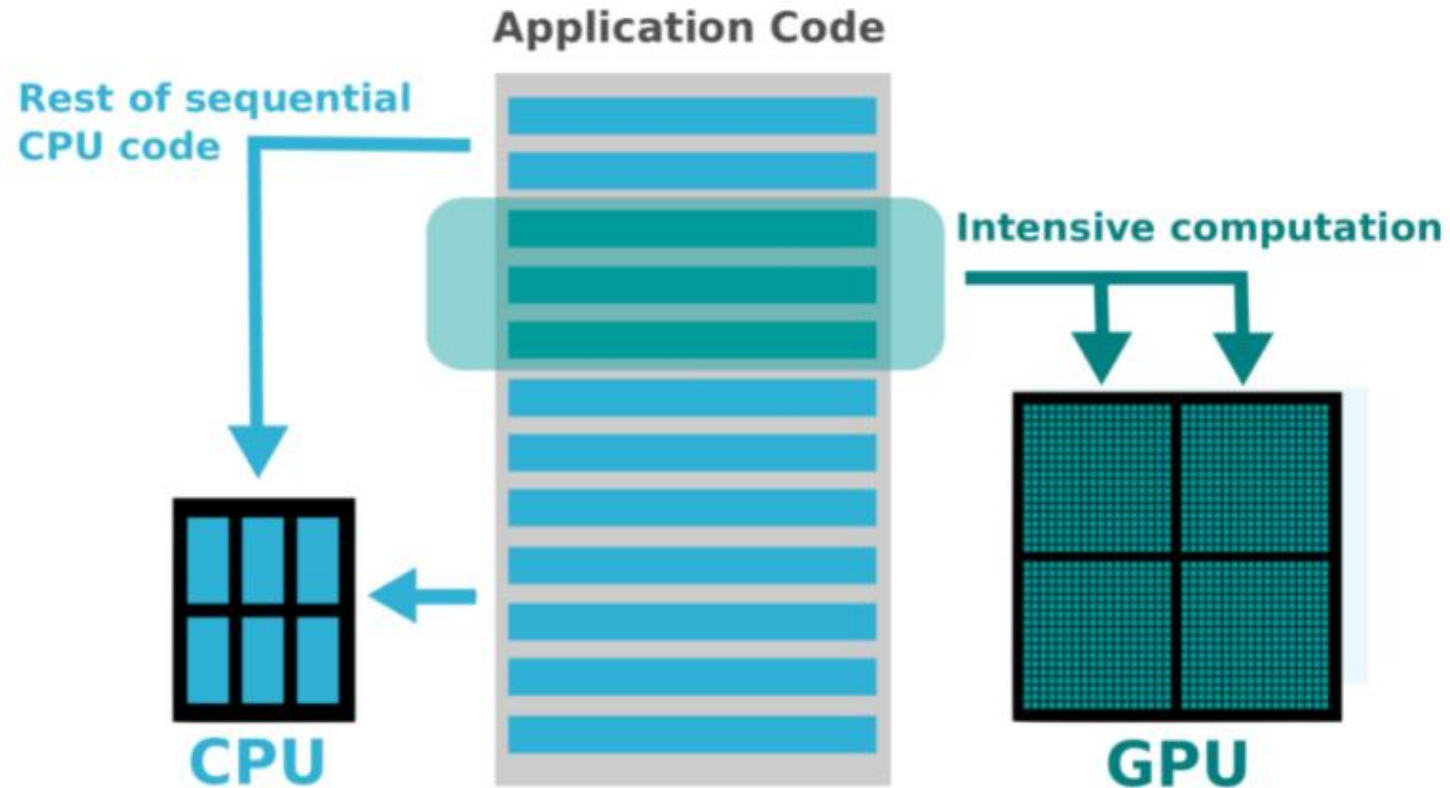 Application Code
Rest of sequential
CPU code
Intensive computation
CPU
GPU